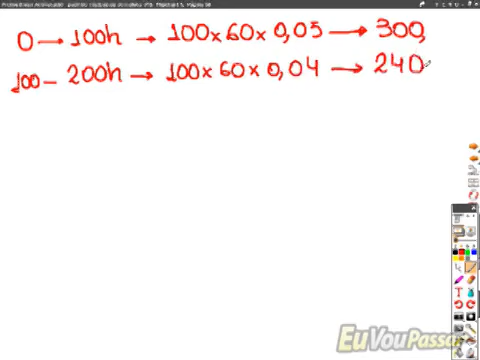 0 → 100h → 100 x 60 x 0,05 → 300,
100 - 200h → 100 x 60 x 0,04 → 240
EuVouPassar